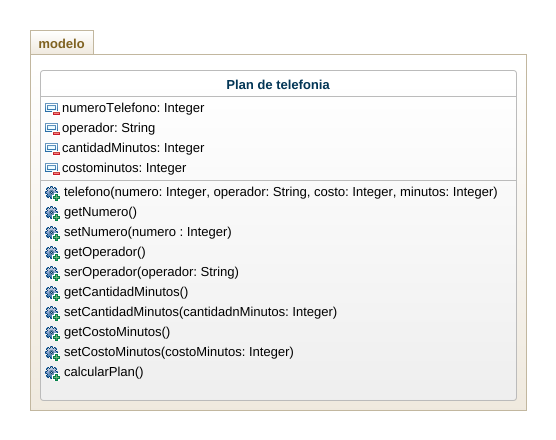 modelo
Plan de telefonia
numeroTelefono: Integer
operador: String
cantidadMinutos: Integer
costominutos: Integer
telefono(numero: Integer, operador: String, costo: Integer, minutos: Integer)
getNumero()
setNumero(numero : Integer)
getOperador()
serOperador(operador: String)
getCantidadMinutos()
setCantidadMinutos(cantidadnMinutos: Integer)
getCostoMinutos()
setCostoMinutos(costoMinutos: Integer)
calcularPlan()